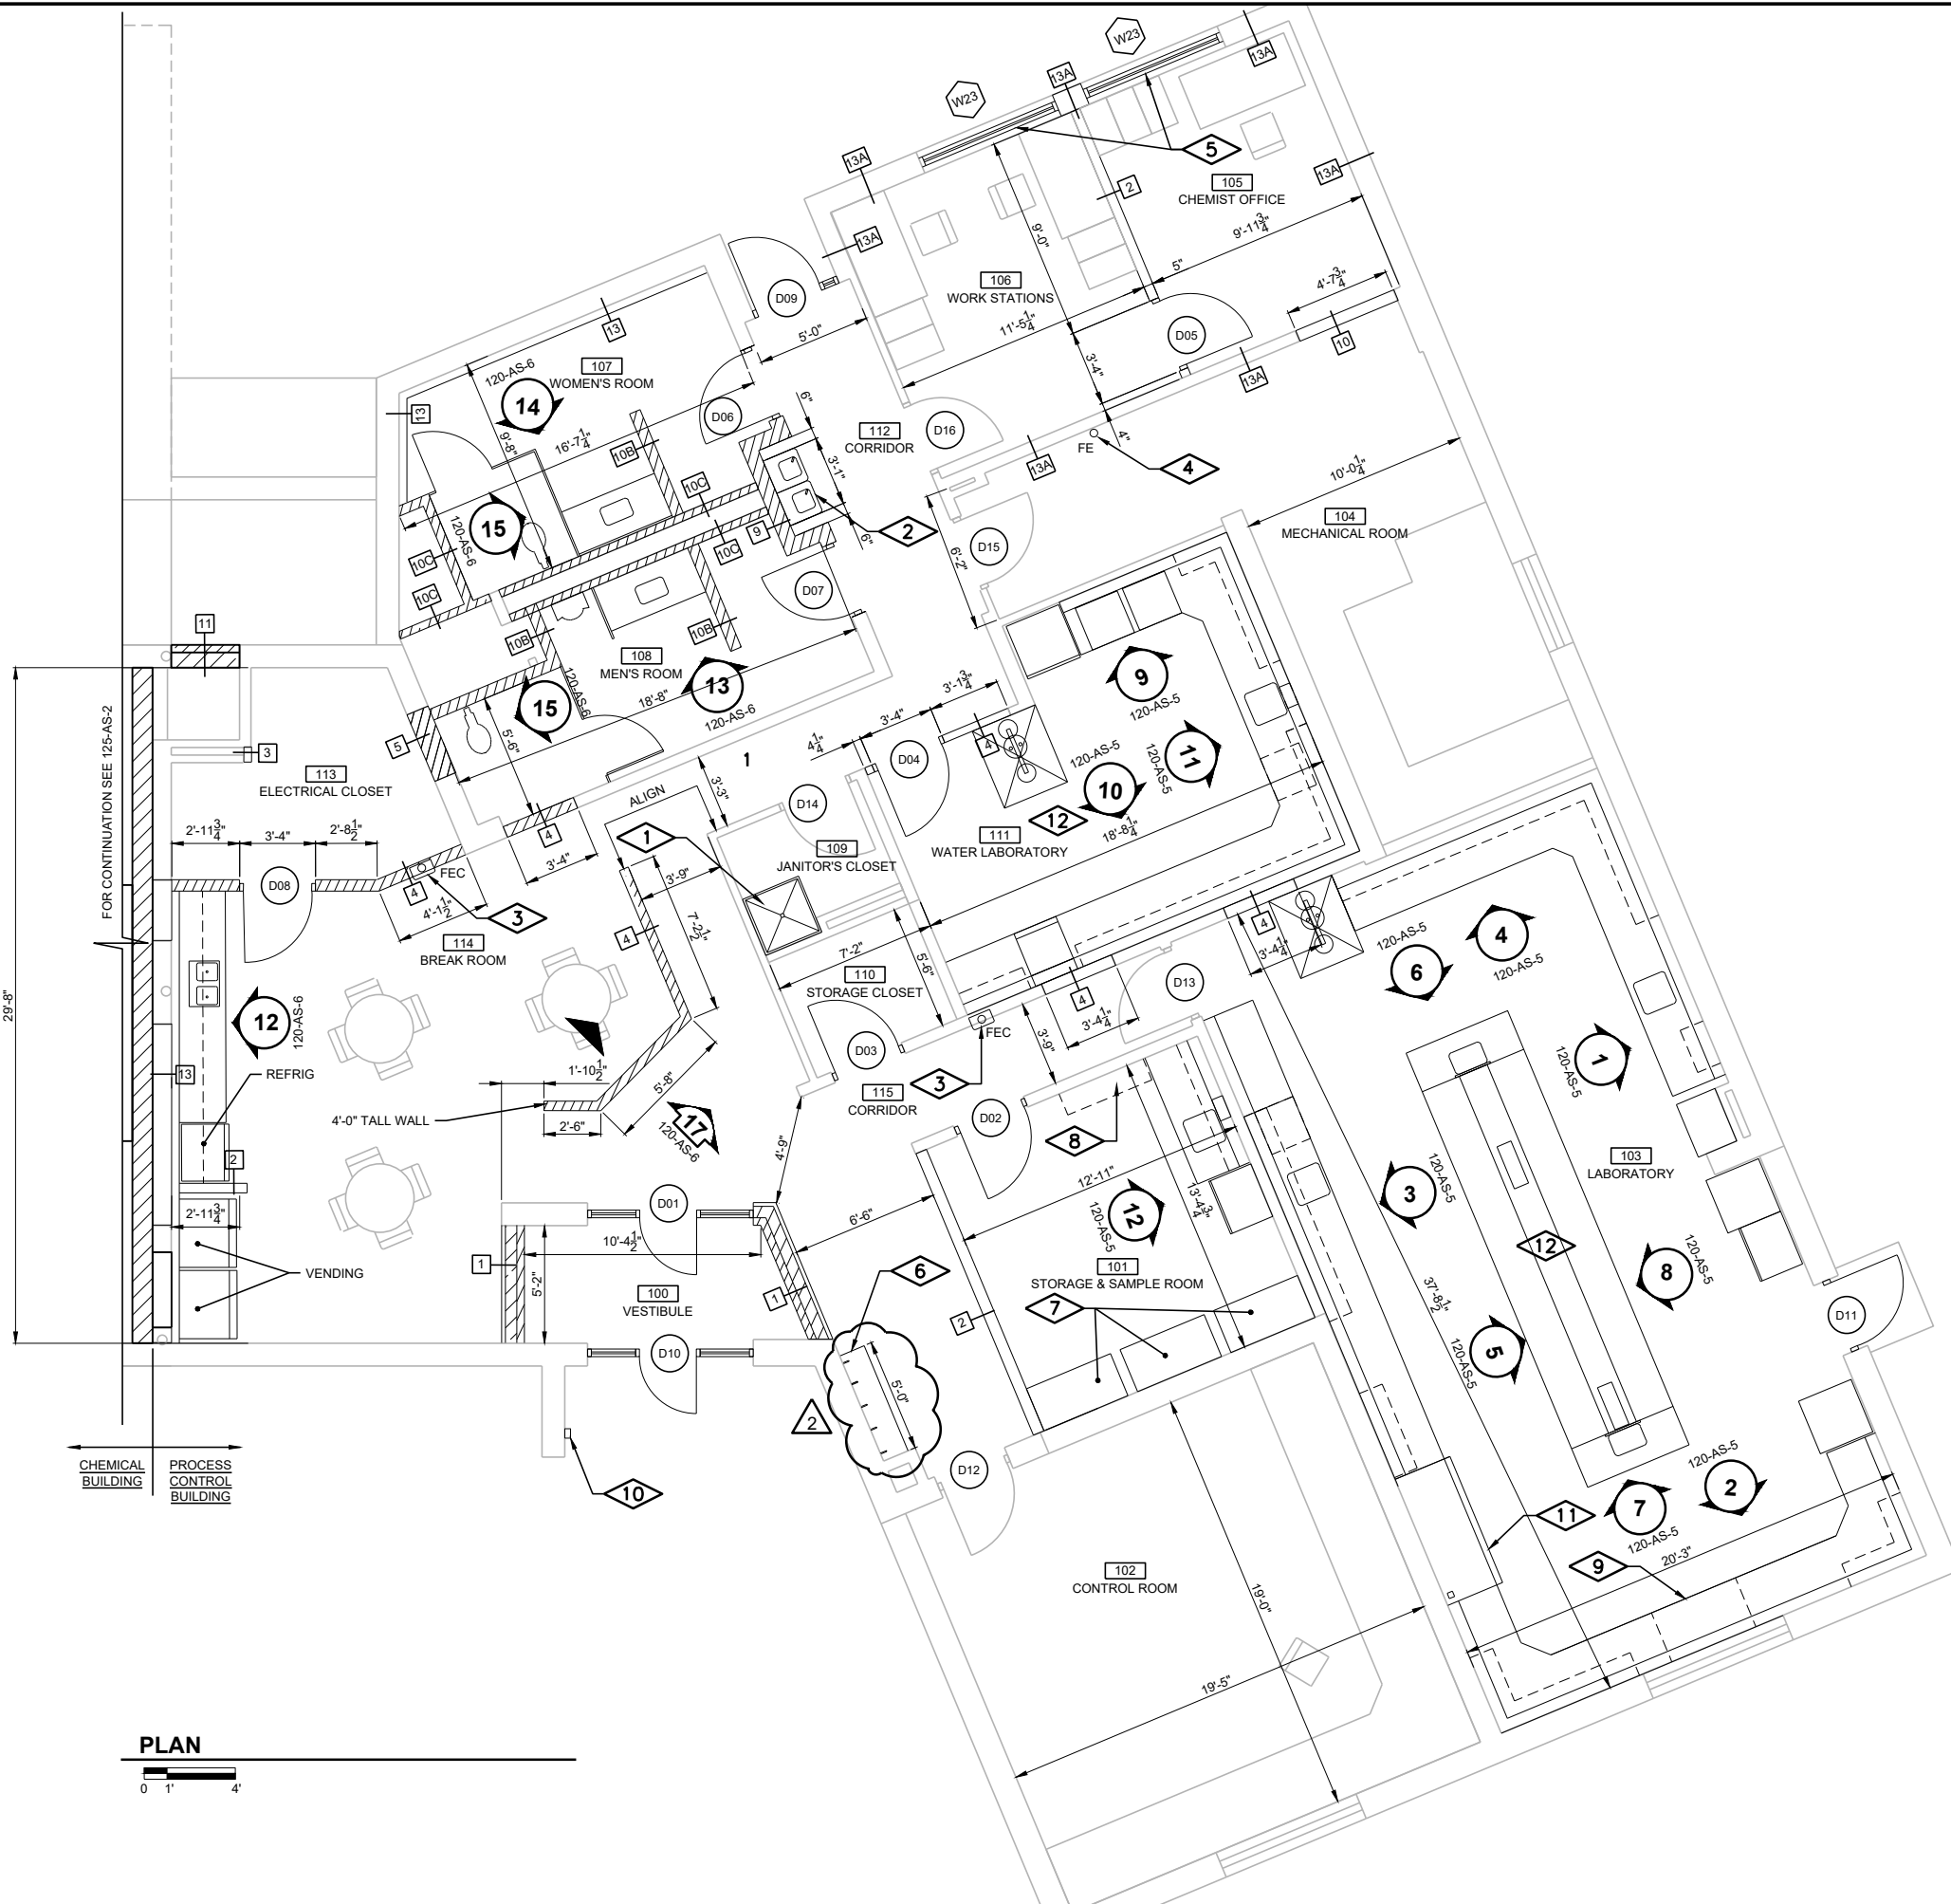 W23
W23
13A
13A
13A
13A
13A
5
2
105
CHEMIST OFFICE
9'-11 3/4"
9'-0"
5"
4'-7 3/4"
106
WORK STATIONS
11'-5 1/4"
D09
5'-0"
D05
10
3'-4"
13A
13
107
WOMEN'S ROOM
120-AS-6
14
13
9'-8"
16'-7 1/4"
D06
6"
112
CORRIDOR
D16
4"
FE
4
13A
10'-0 1/4"
10B
3'-1"
10C
15
120-AS-6
9
2
6"
104
MECHANICAL ROOM
10C
10C
10C
D15
6'-2"
D07
11
10B
10B
108
MEN'S ROOM
13
120-AS-6
18'-8"
120-AS-6
15
5'-6"
5
9
120-AS-5
3'-1 3/4"
3'-4"
4
4 1/4"
D04
120-AS-5
10
120-AS-5
11
12
18'-8 1/4"
111
WATER LABORATORY
FOR CONTINUATION SEE 125-AS-2
3
113
ELECTRICAL CLOSET
1
3'-3"
ALIGN
D14
1
109
JANITOR'S CLOSET
2'-11 3/4"
3'-4"
2'-8 1/2"
4
3'-4"
D08
FEC
4
4'-1 1/2"
3
3'-9"
7'-2 1/2"
4
114
BREAK ROOM
7'-2"
5'-6"
110
STORAGE CLOSET
4
3'-4 1/4"
120-AS-5
6
4
120-AS-5
D13
4
3'-4 1/4"
FEC
3'-9"
29'-8"
12
120-AS-6
13
REFRIG
1'-10 1/2"
5'-8"
D03
3
115
CORRIDOR
1
120-AS-5
4'-0" TALL WALL
2'-6"
17
120-AS-6
4'-9"
D02
8
2
12'-11"
13'-4 3/4"
120-AS-5
12
3
120-AS-5
103
LABORATORY
2'-11 3/4"
D01
6'-6"
10'-4 1/2"
1
5'-2"
VENDING
100
VESTIBULE
1
6
101
STORAGE & SAMPLE ROOM
7
2
12
8
120-AS-5
37'-8 1/2"
D11
D10
5'-0"
2
5
120-AS-5
CHEMICAL
BUILDING
PROCESS
CONTROL
BUILDING
10
D12
120-AS-5
2
7
120-AS-5
11
20'-3"
9
102
CONTROL ROOM
19'-0"
19'-5"
PLAN
0 1' 4'